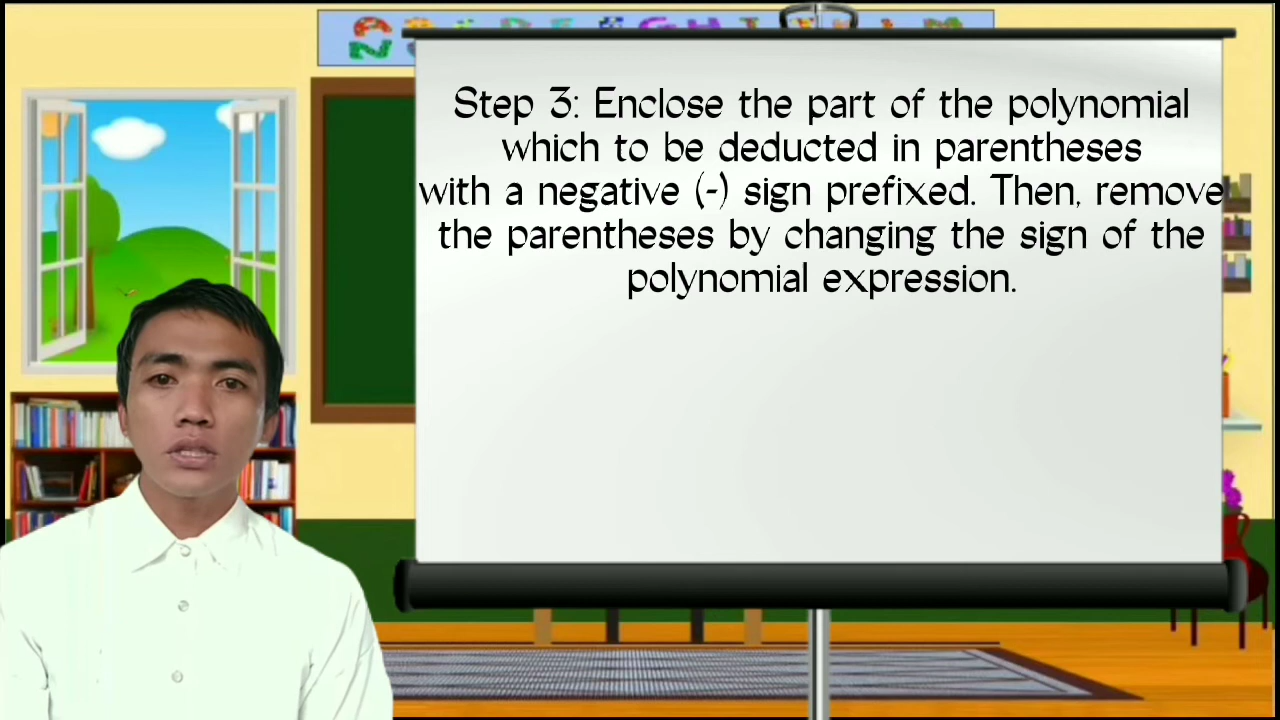 Step 3: Enclose the part of the polynomial
which to be deducted in parentheses
with a negative (-) sign prefixed. Then, remove
the parentheses by changing the sign of the
polynomial expression.